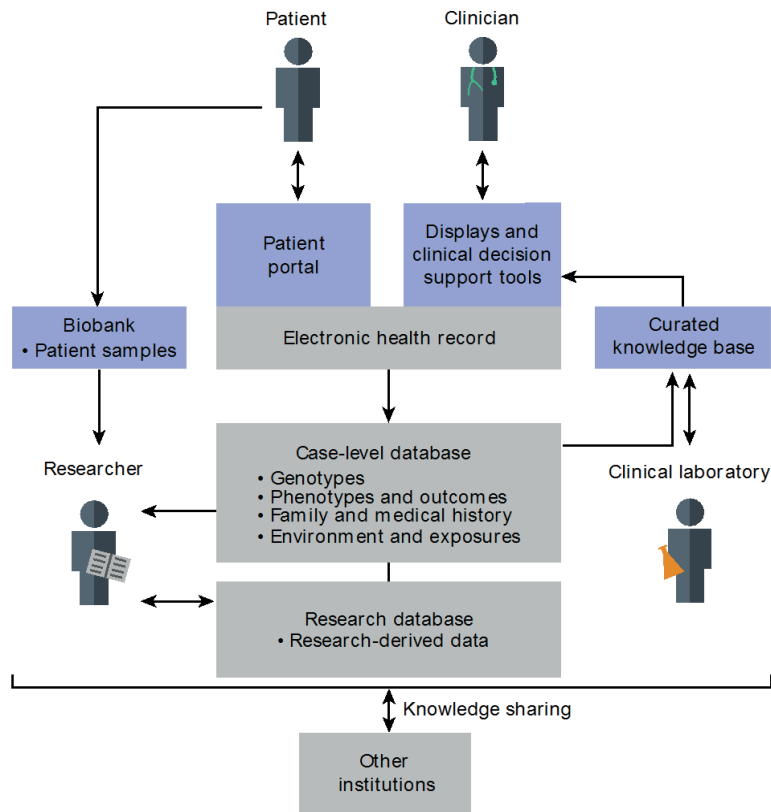 Patient
Clinician
Patient
portal
Displays and
clinical decision
support tools
Biobank
• Patient samples
Electronic health record
Curated
knowledge base
Case-level database
• Genotypes
• Phenotypes and outcomes
• Family and medical history
• Environment and exposures
Researcher
Clinical laboratory
Research database
• Research-derived data
Knowledge sharing
Other
institutions